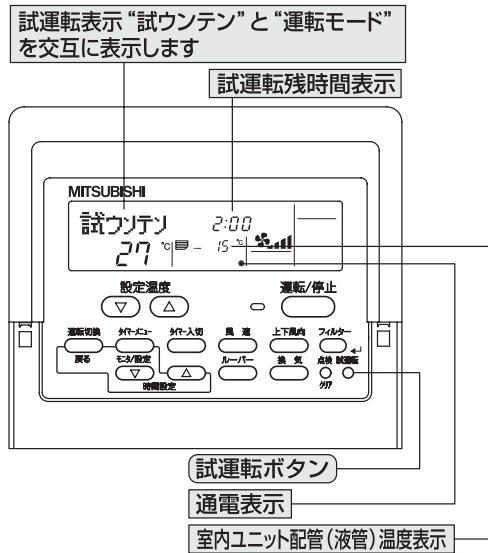 試運転表示“試ウンテン”と“運転モード”
を交互に表示します
試運転残時間表示
MITSUBISHI
試ウンテン 2:00
27 ℃ – 15 ℃
設定温度 運転/停止
▽ △
運転切換 タイマーメニュー タイマー入切 風 速 上下風向 フィルター
戻る モニタ/設定 ルーバー 換 気 点検 試運転
▽ △
時間設定 クリア
試運転ボタン
通電表示
室内ユニット配管(液管)温度表示